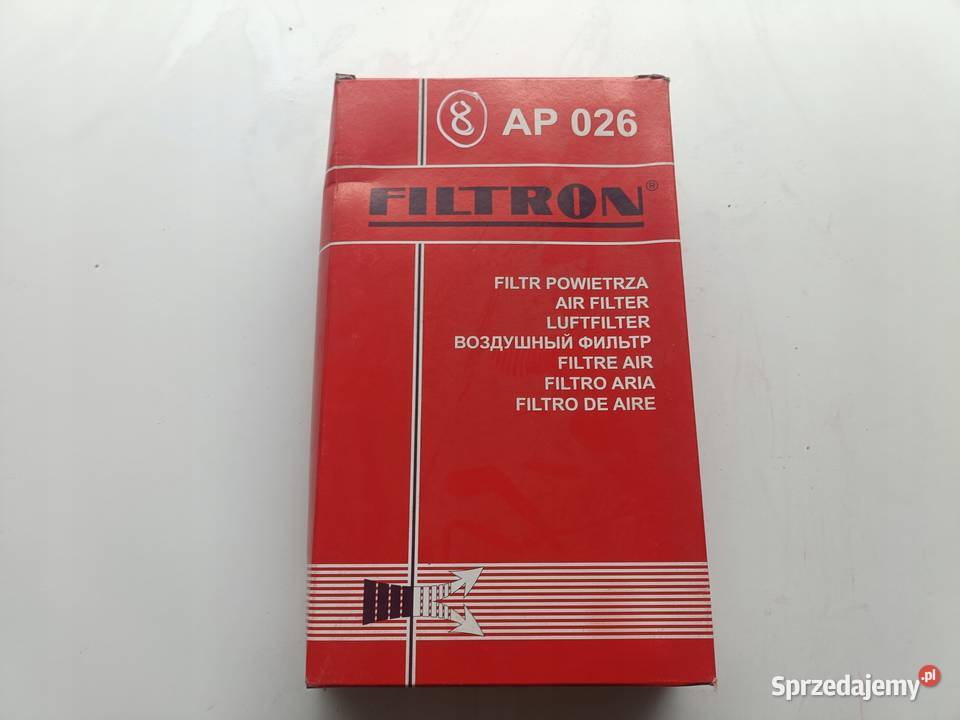 8 AP 026
FILTRON®
FILTR POWIETRZA
AIR FILTER
LUFTFILTER
ВОЗДУШНЫЙ ФИЛЬТР
FILTRE AIR
FILTRO ARIA
FILTRO DE AIRE
Sprzedajemy.pl